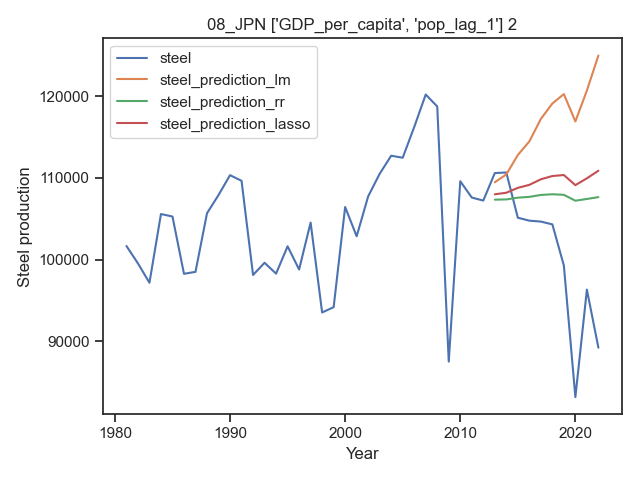 08_JPN ['GDP_per_capita', 'pop_lag_1'] 2
steel
steel_prediction_lm
steel_prediction_rr
steel_prediction_lasso
Steel production
120000
110000
100000
90000
1980
1990
2000
2010
2020
Year